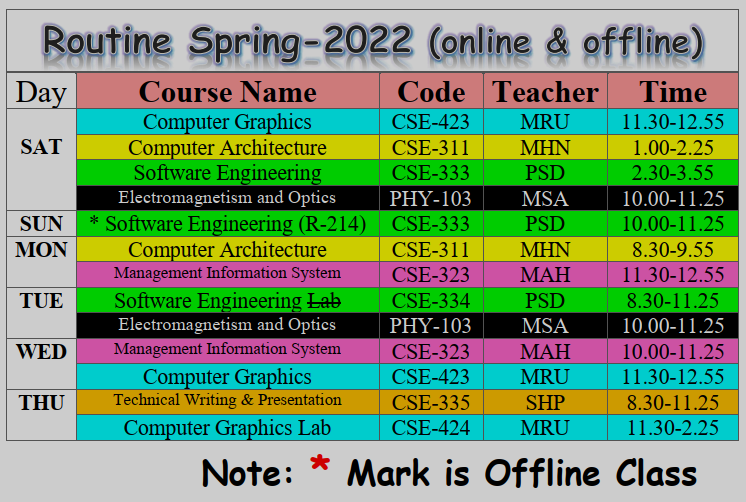 Routine Spring-2022 (online & offline)
Day Course Name Code Teacher Time
SAT Computer Graphics CSE-423 MRU 11.30-12.55
Computer Architecture CSE-311 MHN 1.00-2.25
Software Engineering CSE-333 PSD 2.30-3.55
Electromagnetism and Optics PHY-103 MSA 10.00-11.25
SUN * Software Engineering (R-214) CSE-333 PSD 10.00-11.25
MON Computer Architecture CSE-311 MHN 8.30-9.55
Management Information System CSE-323 MAH 11.30-12.55
TUE Software Engineering Lab CSE-334 PSD 8.30-11.25
Electromagnetism and Optics PHY-103 MSA 10.00-11.25
WED Management Information System CSE-323 MAH 10.00-11.25
Computer Graphics CSE-423 MRU 11.30-12.55
THU Technical Writing & Presentation CSE-335 SHP 8.30-11.25
Computer Graphics Lab CSE-424 MRU 11.30-2.25
Note: * Mark is Offline Class